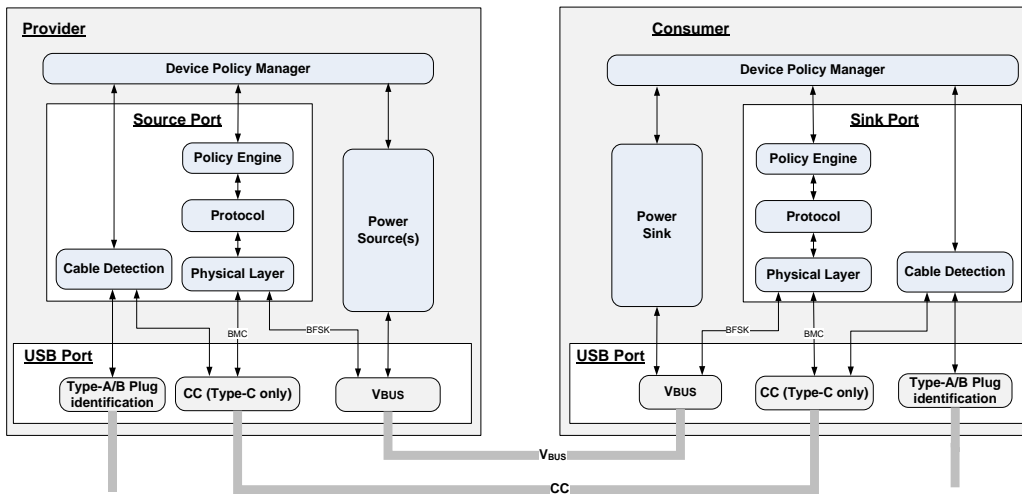 Provider
Device Policy Manager
Source Port
Policy Engine
Protocol
Cable Detection
Physical Layer
Power
Source(s)
BMC
BFSK
USB Port
Type-A/B Plug
identification
CC (Type-C only)
VBUS
Consumer
Device Policy Manager
Sink Port
Policy Engine
Protocol
Power
Sink
Physical Layer
Cable Detection
BFSK
BMC
USB Port
VBUS
CC (Type-C only)
Type-A/B Plug
identification
VBUS
CC